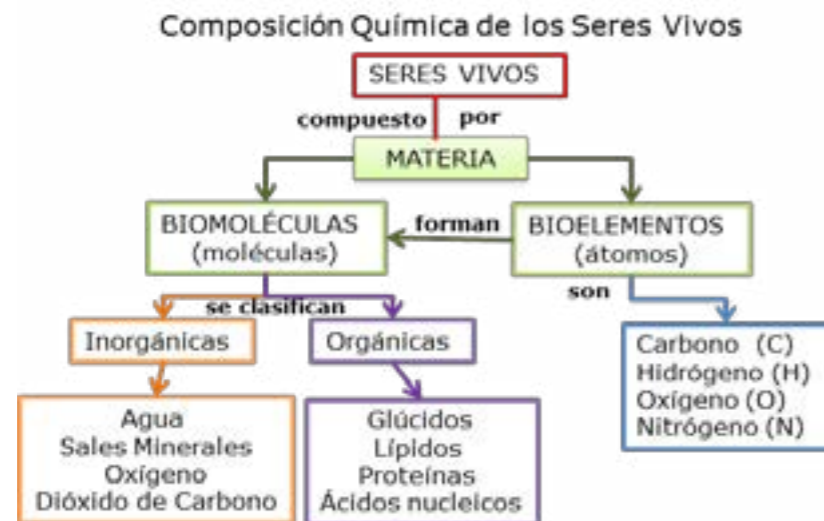 Composición Química de los Seres Vivos
SERES VIVOS
compuesto por
MATERIA
BIOMOLÉCULAS
(moléculas)
forman
BIOELEMENTOS
(átomos)
se clasifican
son
Inorgánicas
Orgánicas
Carbono (C)
Hidrógeno (H)
Oxígeno (O)
Nitrógeno (N)
Agua
Sales Minerales
Oxígeno
Dióxido de Carbono
Glúcidos
Lípidos
Proteínas
Ácidos nucleicos